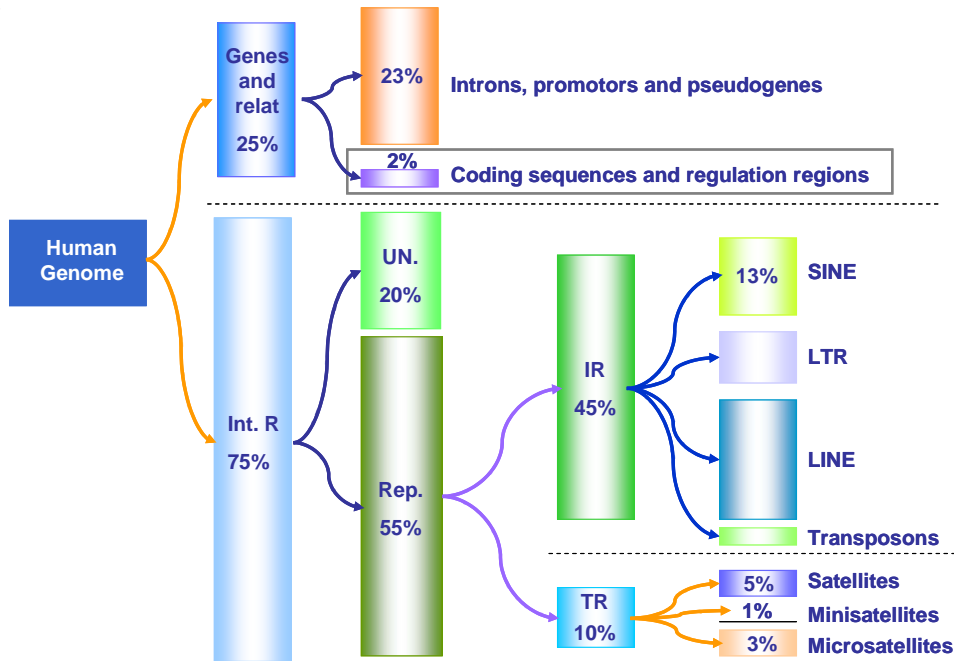 Genes
and
relat
25%
23%
Introns, promotors and pseudogenes
2%
Coding sequences and regulation regions
Human
Genome
UN.
20%
Int. R
75%
Rep.
55%
IR
45%
13%
SINE
LTR
LINE
Transposons
TR
10%
5%
Satellites
1%
Minisatellites
3%
Microsatellites